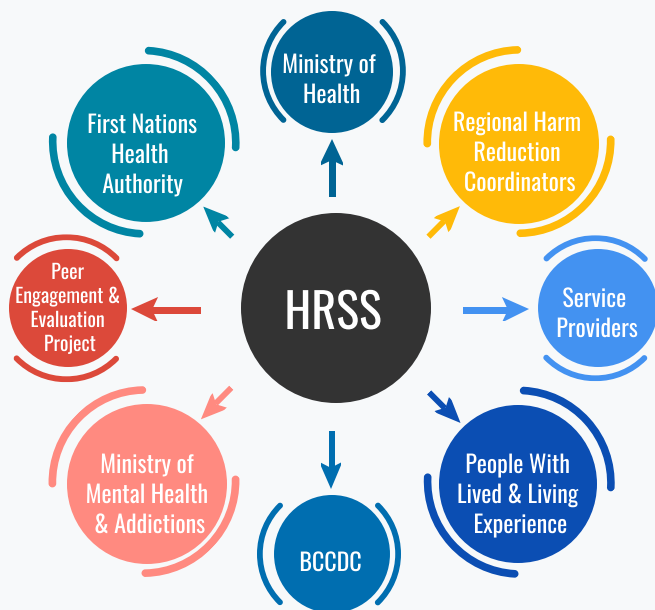 Ministry of
Health
First Nations
Health
Authority
Regional Harm
Reduction
Coordinators
Peer
Engagement &
Evaluation
Project
HRSS
Service
Providers
Ministry of
Mental Health
& Addictions
People With
Lived & Living
Experience
BCCDC